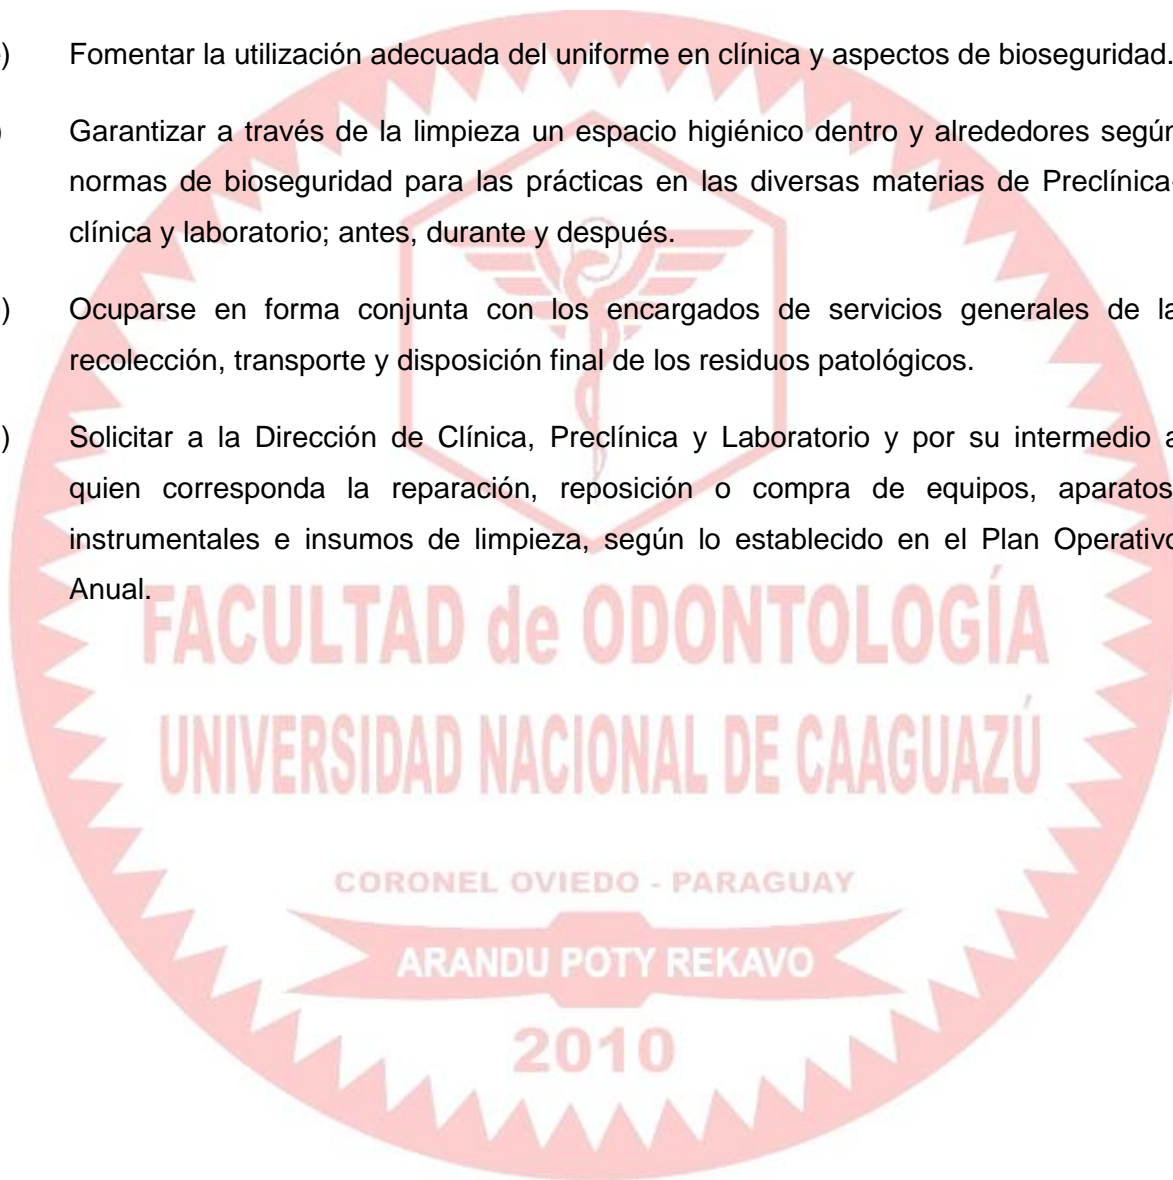 ) Fomentar la utilización adecuada del uniforme en clínica y aspectos de bioseguridad.
) Garantizar a través de la limpieza un espacio higiénico dentro y alrededores según
normas de bioseguridad para las prácticas en las diversas materias de Preclínica-
clínica y laboratorio; antes, durante y después.
) Ocuparse en forma conjunta con los encargados de servicios generales de la
recolección, transporte y disposición final de los residuos patológicos.
) Solicitar a la Dirección de Clínica, Preclínica y Laboratorio y por su intermedio a
quien corresponda la reparación, reposición o compra de equipos, aparatos
instrumentales e insumos de limpieza, según lo establecido en el Plan Operativo
Anual.
FACULTAD de ODONTOLOGÍA
UNIVERSIDAD NACIONAL DE CAAGUAZÚ
CORONEL OVIEDO - PARAGUAY
ARANDU POTY REKAVO
2010